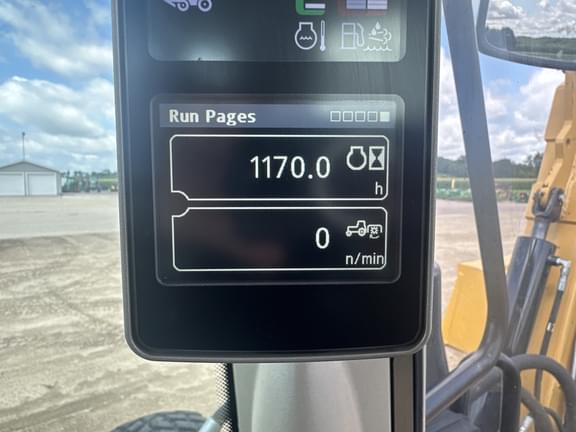 Run Pages
1170.0
h
0
n/min